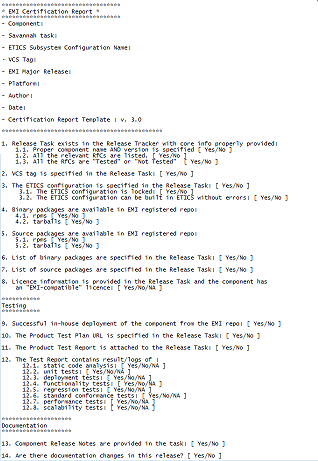 **********************************
* EMI Certification Report *
**********************************
- Component:
- Savannah task:
- ETICS Subsystem Configuration Name:
- VCS Tag:
- EMI Major Release:
- Platform:
- Author:
- Date:
- Certification Report Template : v. 3.0
**********************************************
1. Release Task exists in the Release Tracker with core info properly provided:
1.1. Proper component name AND version is specified [ Yes/No ]
1.2. All the relevant RfCs are listed. [ Yes/No ]
1.3. All the RfCs are "Tested" or "Not Tested" [ Yes/No ]
2. VCS tag is specified in the Release Task: [ Yes/No ]
3. The ETICS configuration is specified in the Release Task: [ Yes/No ]
3.1. The ETICS configuration is locked: [ Yes/No ]
3.2. The ETICS configuration can be built in ETICS without errors: [ Yes/No ]
4. Binary packages are available in EMI registered repo:
4.1. rpms [ Yes/No ]
4.2. tarballs [ Yes/No ]
5. Source packages are available in EMI registered repo:
5.1. rpms [ Yes/No ]
5.2. tarballs [ Yes/No ]
6. List of binary packages are specified in the Release Task: [ Yes/No ]
7. List of source packages are specified in the Release Task: [ Yes/No ]
8. Licence information is provided in the Release Task and the component has
an "EMI-compatible" licence: [ Yes/No/NA ]
***********
Testing
***********
9. Successful in-house deployment of the component from the EMI repo: [ Yes/No ]
10. The Product Test Plan URL is specified in the Release Task: [ Yes/No ]
11. The Product Test Report is attached to the Release Task: [ Yes/No ]
12. The Test Report contains result/logs of :
12.1. static code analysis: [ Yes/No/NA ]
12.2. unit tests: [ Yes/No/NA ]
12.3. deployment tests: [ Yes/No/NA ]
12.4. functionality tests: [ Yes/No/NA ]
12.5. regression tests: [ Yes/No/NA ]
12.6. standard conformance tests: [ Yes/No/NA ]
12.7. performance tests: [ Yes/No/NA ]
12.8. scalability tests: [ Yes/No/NA ]
********************
Documentation
********************
13. Component Release Notes are provided in the task: [ Yes/No ]
14. Are there documentation changes in this release? [ Yes/No ]